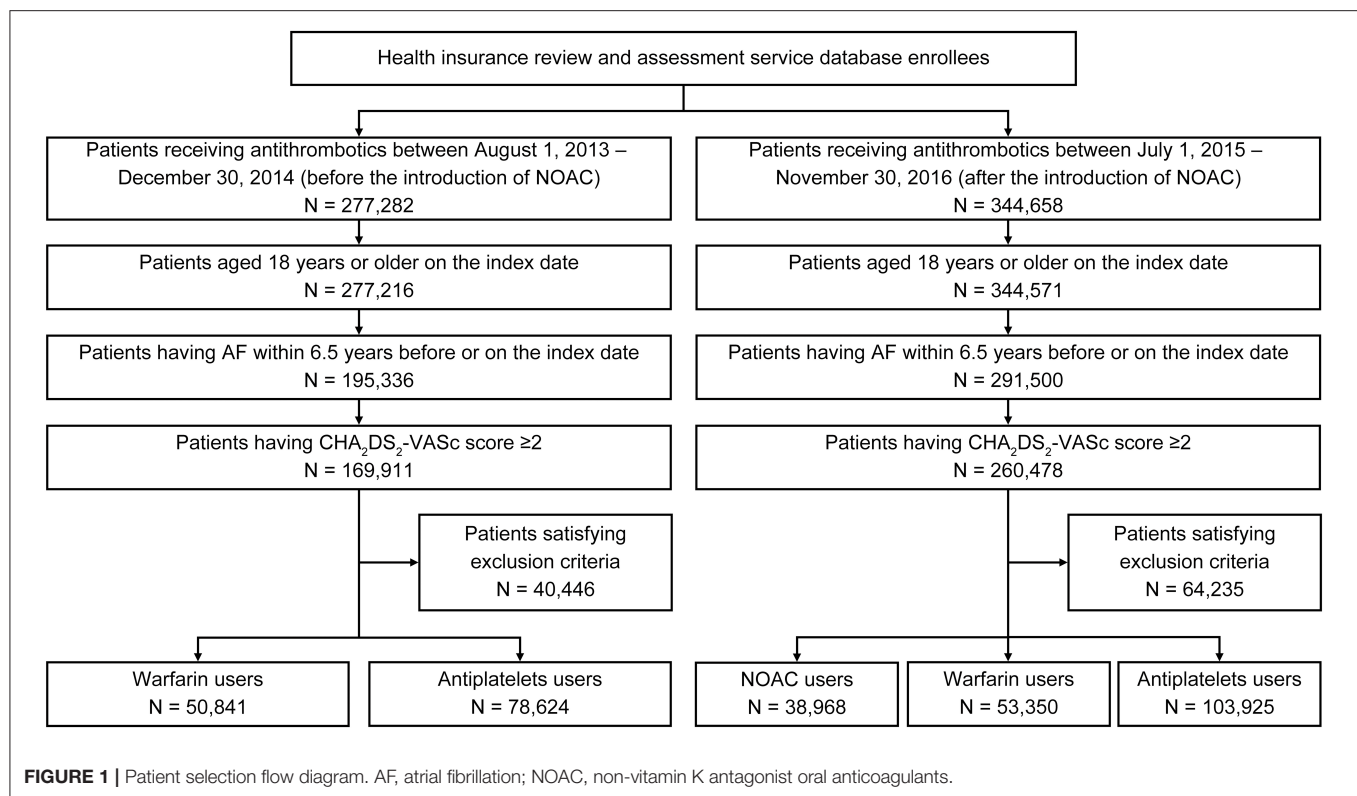 Health insurance review and assessment service database enrollees
Patients receiving antithrombotics between August 1, 2013 –
December 30, 2014 (before the introduction of NOAC)
N = 277,282
Patients receiving antithrombotics between July 1, 2015 –
November 30, 2016 (after the introduction of NOAC)
N = 344,658
Patients aged 18 years or older on the index date
N = 277,216
Patients aged 18 years or older on the index date
N = 344,571
Patients having AF within 6.5 years before or on the index date
N = 195,336
Patients having AF within 6.5 years before or on the index date
N = 291,500
Patients having CHA₂DS₂-VASc score ≥2
N = 169,911
Patients having CHA₂DS₂-VASc score ≥2
N = 260,478
Patients satisfying
exclusion criteria
N = 40,446
Patients satisfying
exclusion criteria
N = 64,235
Warfarin users
N = 50,841
Antiplatelets users
N = 78,624
NOAC users
N = 38,968
Warfarin users
N = 53,350
Antiplatelets users
N = 103,925
FIGURE 1 | Patient selection flow diagram. AF, atrial fibrillation; NOAC, non-vitamin K antagonist oral anticoagulants.